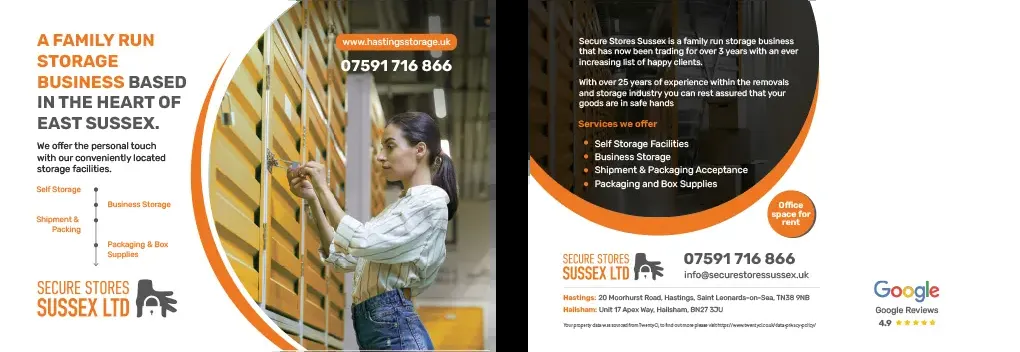 A FAMILY RUN
STORAGE
BUSINESS BASED
IN THE HEART OF
EAST SUSSEX.
We offer the personal touch
with our conveniently located
storage facilities.
Self Storage
Business Storage
Shipment &
Packing
Packaging & Box
Supplies
SECURE STORES
SUSSEX LTD
www.hastingsstorage.uk
07591 716 866
Secure Stores Sussex is a family run storage business
that has now been trading for over 3 years with an ever
increasing list of happy clients.
With over 25 years of experience within the removals
and storage industry you can rest assured that your
goods are in safe hands
Services we offer
Self Storage Facilities
Business Storage
Shipment & Packaging Acceptance
Packaging and Box Supplies
Office
space for
rent
SECURE STORES
SUSSEX LTD
07591 716 866
info@securestoressussex.uk
Hastings: 20 Moorhurst Road, Hastings, Saint Leonards-on-Sea, TN38 9NB
Hailsham: Unit 17 Apex Way, Hailsham, BN27 3JU
Your property data was sourced from TwentyCi, to find out more please visit https://www.twentyci.co.uk/data-privacy-policy/
Google
Google Reviews
4.9